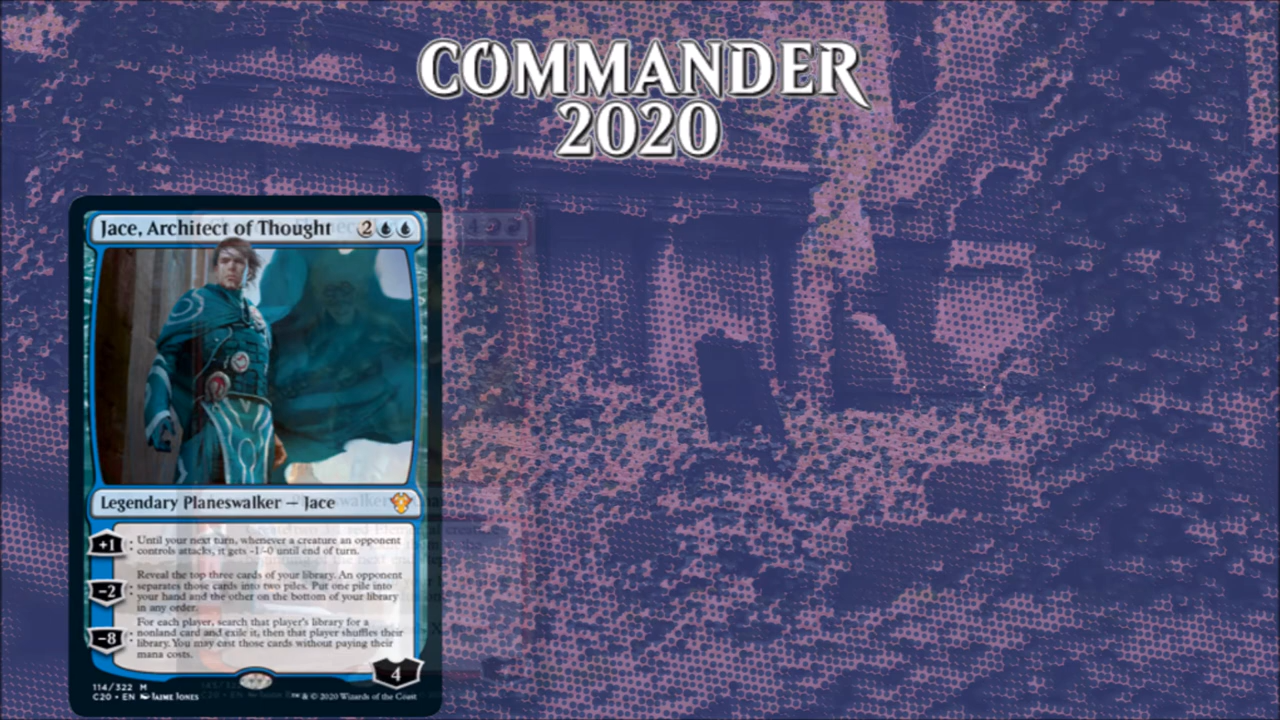 COMMANDER
2020
Jace, Architect of Thought 2
Legendary Planeswalker — Jace
+1: Until your next turn, whenever a creature an opponent
controls attacks, it gets -1/-0 until end of turn.
-2: Reveal the top three cards of your library. An opponent
separates those cards into two piles. Put one pile into
your hand and the other on the bottom of your library
in any order.
-8: For each player, search that player's library for a
nonland card and exile it, then that player shuffles their
library. You may cast those cards without paying their
mana costs.
4
114/322 M
C20 • EN JAIME JONES
™ & © 2020 Wizards of the Coast